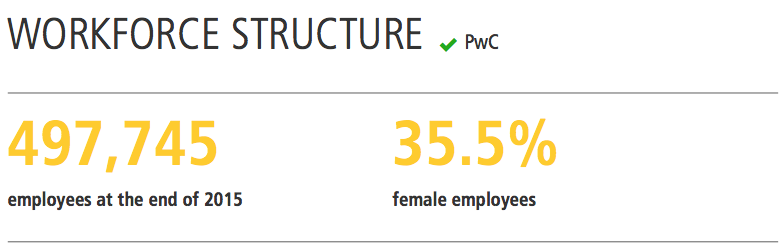 WORKFORCE STRUCTURE PwC
497,745 35.5%
employees at the end of 2015 female employees